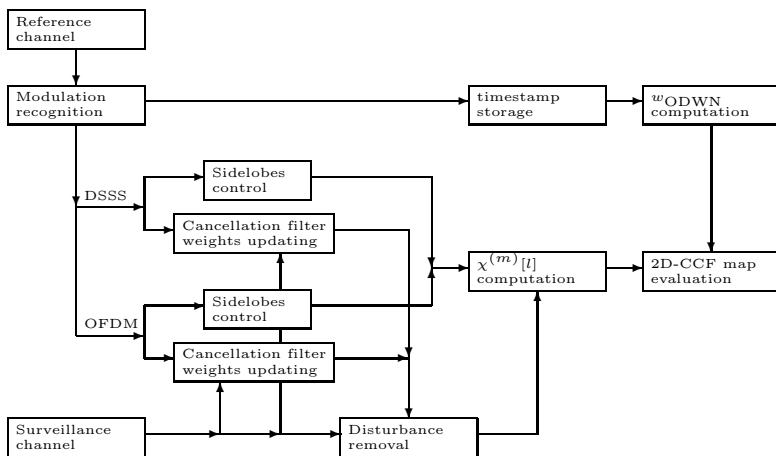 Reference
channel
Modulation
recognition
timestamp
storage
wODWN
computation
DSSS
Sidelobes
control
Cancellation filter
weights updating
χ(m)[l]
computation
2D-CCF map
evaluation
OFDM
Sidelobes
control
Cancellation filter
weights updating
Surveillance
channel
Disturbance
removal